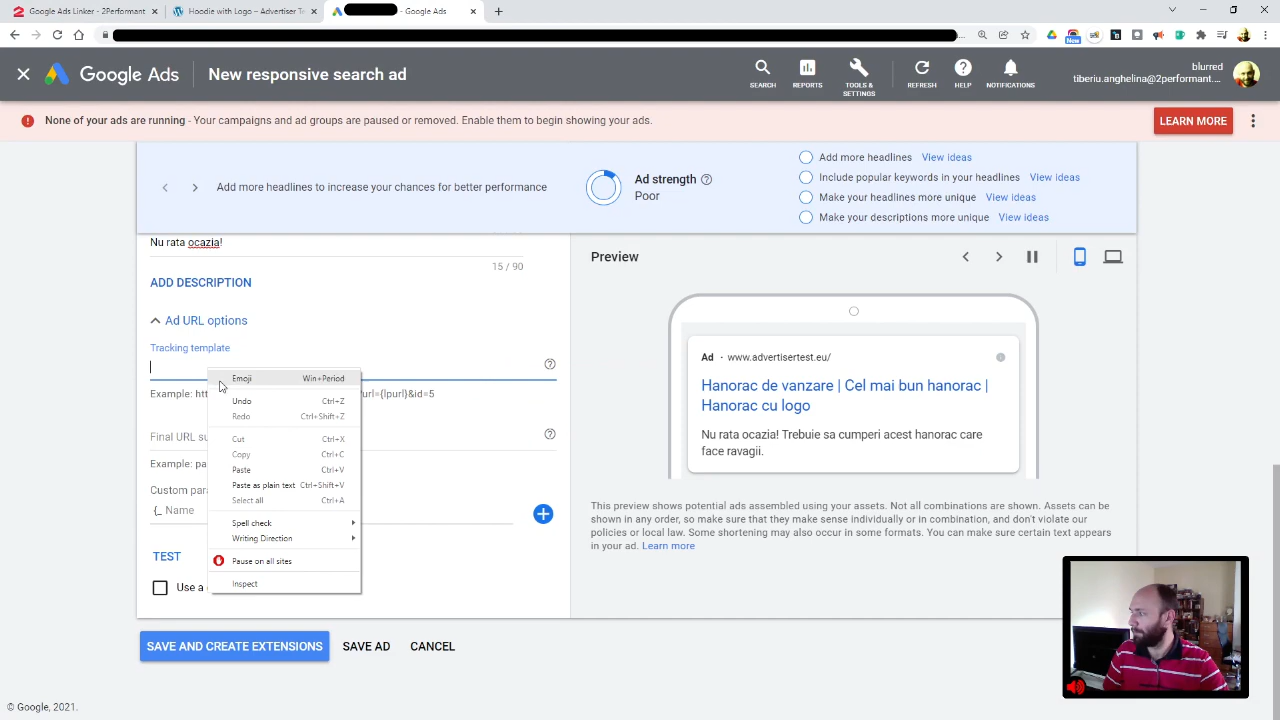 Google Ads Linker - 2Performant
Hoodie with Logo – Advertiser Te
- Google Ads
New
Google Ads
New responsive search ad
SEARCH
REPORTS
TOOLS & SETTINGS
REFRESH
HELP
NOTIFICATIONS
blurred
tiberiu.anghelina@2performant....
None of your ads are running - Your campaigns and ad groups are paused or removed. Enable them to begin showing your ads.
LEARN MORE
Add more headlines to increase your chances for better performance
Ad strength
Poor
Add more headlines View ideas
Include popular keywords in your headlines View ideas
Make your headlines more unique View ideas
Make your descriptions more unique View ideas
Nu rata ocazia!
15 / 90
ADD DESCRIPTION
Ad URL options
Tracking template
Example: htt
url={lpurl}&id=5
Final URL su
Example: pa
Custom para
{_ Name
TEST
Use a
Emoji Win+Period
Undo Ctrl+Z
Redo Ctrl+Shift+Z
Cut Ctrl+X
Copy Ctrl+C
Paste Ctrl+V
Paste as plain text Ctrl+Shift+V
Select all Ctrl+A
Spell check
Writing Direction
Pause on all sites
Inspect
Preview
Ad · www.advertisertest.eu/
Hanorac de vanzare | Cel mai bun hanorac |
Hanorac cu logo
Nu rata ocazia! Trebuie sa cumperi acest hanorac care
face ravagii.
This preview shows potential ads assembled using your assets. Not all combinations are shown. Assets can be
shown in any order, so make sure that they make sense individually or in combination, and don't violate our
policies or local law. Some shortening may also occur in some formats. You can make sure certain text appears
in your ad. Learn more
SAVE AND CREATE EXTENSIONS
SAVE AD
CANCEL
© Google, 2021.